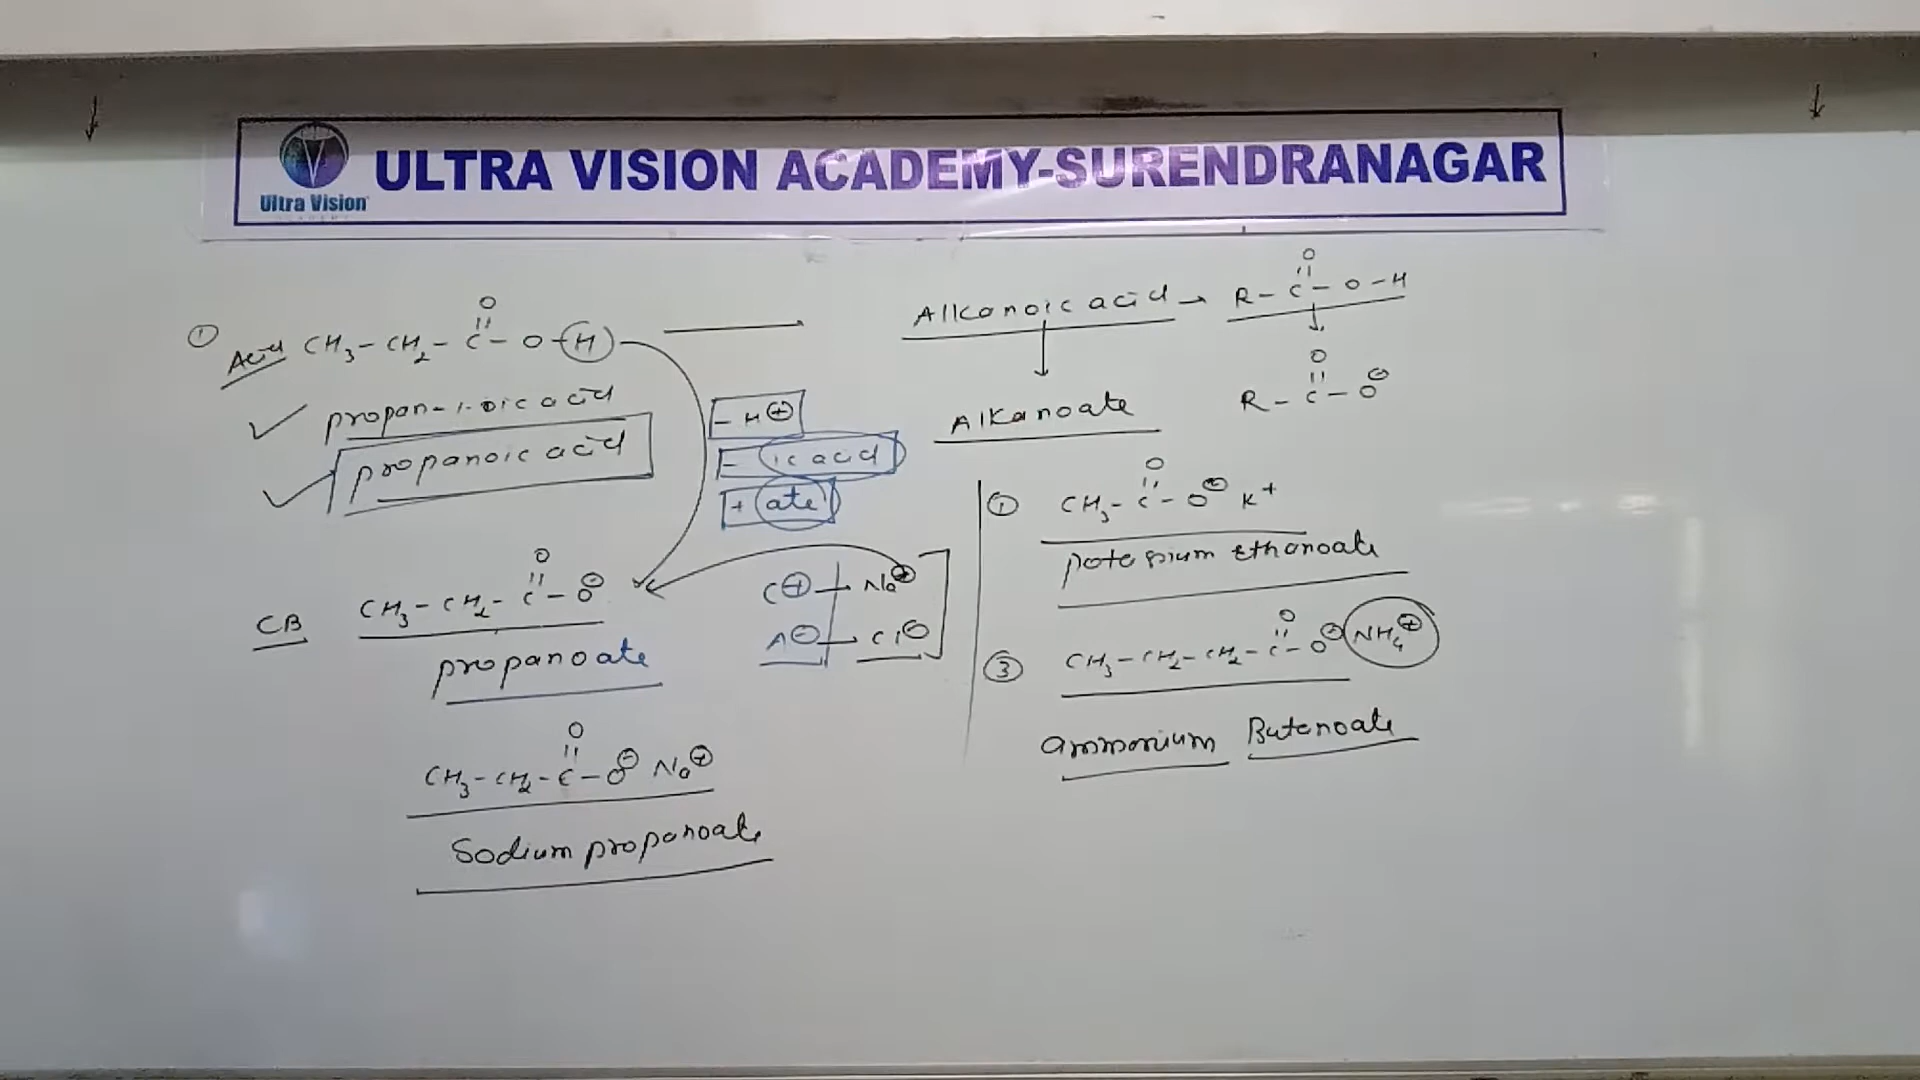 ULTRA VISION ACADEMY-SURENDRANAGAR
Ultra Vision
ACADEMY
① Acid CH₃ - CH₂ - C - O - H
O
propan-1-oic acid
propanoic acid
- H⊕
- ic acid
+ ate
O
CB CH₃ - CH₂ - C - O⊖
propanoate
C⊕ - Na⊕
A⊖ - Cl⊖
O
CH₃ - CH₂ - C - O⊖ Na⊕
Sodium propanoate
Alkanoic acid → R - C - O - H
O
Alkanoate
O
R - C - O⊖
O
① CH₃ - C - O⊖ K+
potassium ethanoate
O
③ CH₃ - CH₂ - CH₂ - C - O⊖ NH₄⊕
ammonium Butanoate